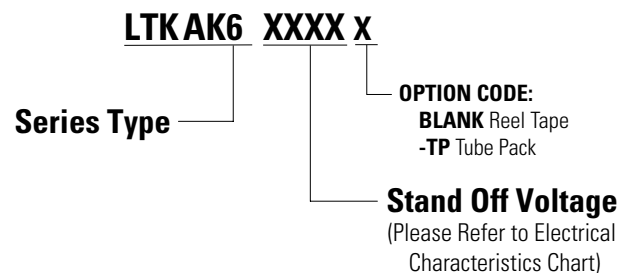 LTKAK6 XXXX x
OPTION CODE:
BLANK Reel Tape
-TP Tube Pack
Series Type
Stand Off Voltage
(Please Refer to Electrical
Characteristics Chart)